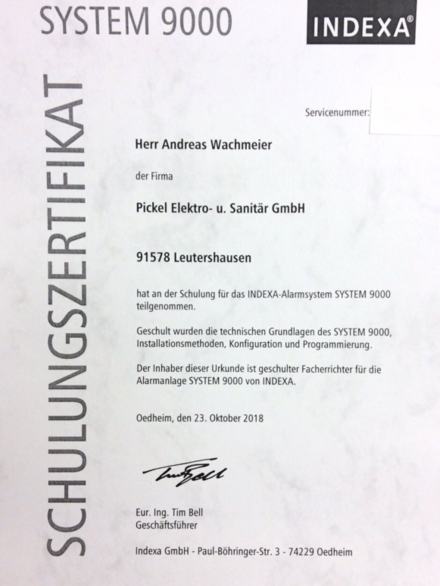 SYSTEM 9000
INDEXA®
SCHULUNGSZERTIFIKAT
Servicenummer:
Herr Andreas Wachmeier
der Firma
Pickel Elektro- u. Sanitär GmbH
91578 Leutershausen
hat an der Schulung für das INDEXA-Alarmsystem SYSTEM 9000
teilgenommen.
Geschult wurden die technischen Grundlagen des SYSTEM 9000,
Installationsmethoden, Konfiguration und Programmierung.
Der Inhaber dieser Urkunde ist geschulter Facherrichter für die
Alarmanlage SYSTEM 9000 von INDEXA.
Oedheim, den 23. Oktober 2018
Tim Bell
Eur. Ing. Tim Bell
Geschäftsführer
Indexa GmbH - Paul-Böhringer-Str. 3 - 74229 Oedheim